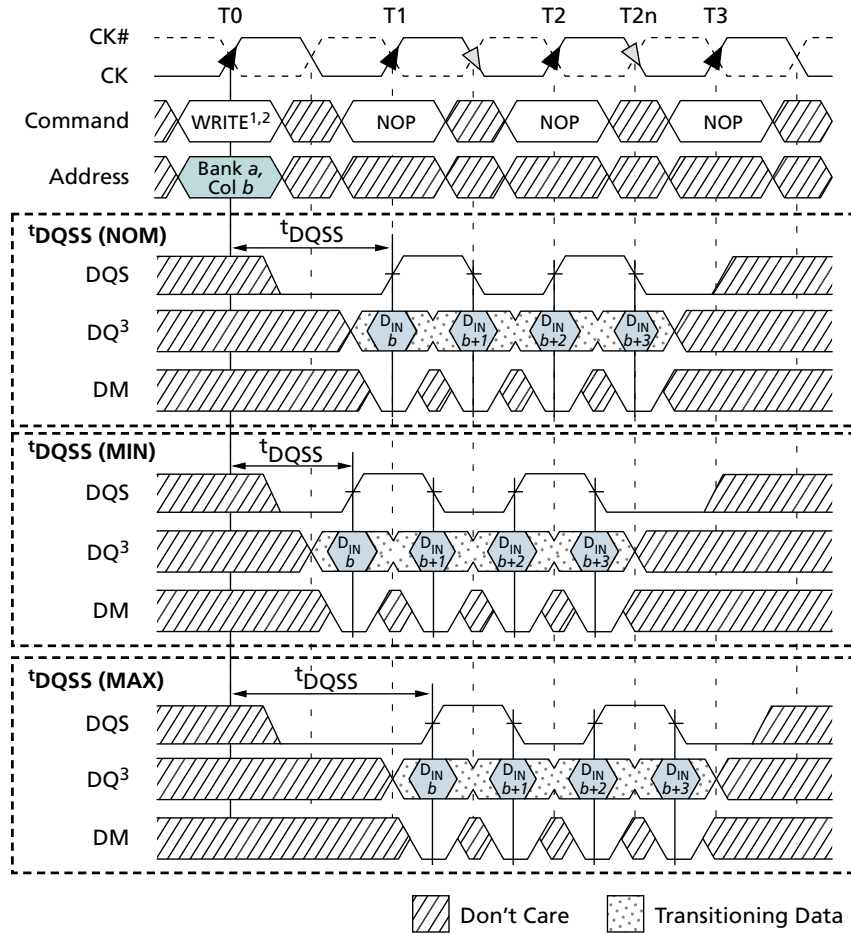 T0 T1 T2 T2n T3
CK#
CK
Command WRITE1,2 NOP NOP NOP
Address Bank a, Col b
tDQSS (NOM) tDQSS
DQS
DQ3 DIN b DIN b+1 DIN b+2 DIN b+3
DM
tDQSS (MIN) tDQSS
DQS
DQ3 DIN b DIN b+1 DIN b+2 DIN b+3
DM
tDQSS (MAX) tDQSS
DQS
DQ3 DIN b DIN b+1 DIN b+2 DIN b+3
DM
Don't Care Transitioning Data